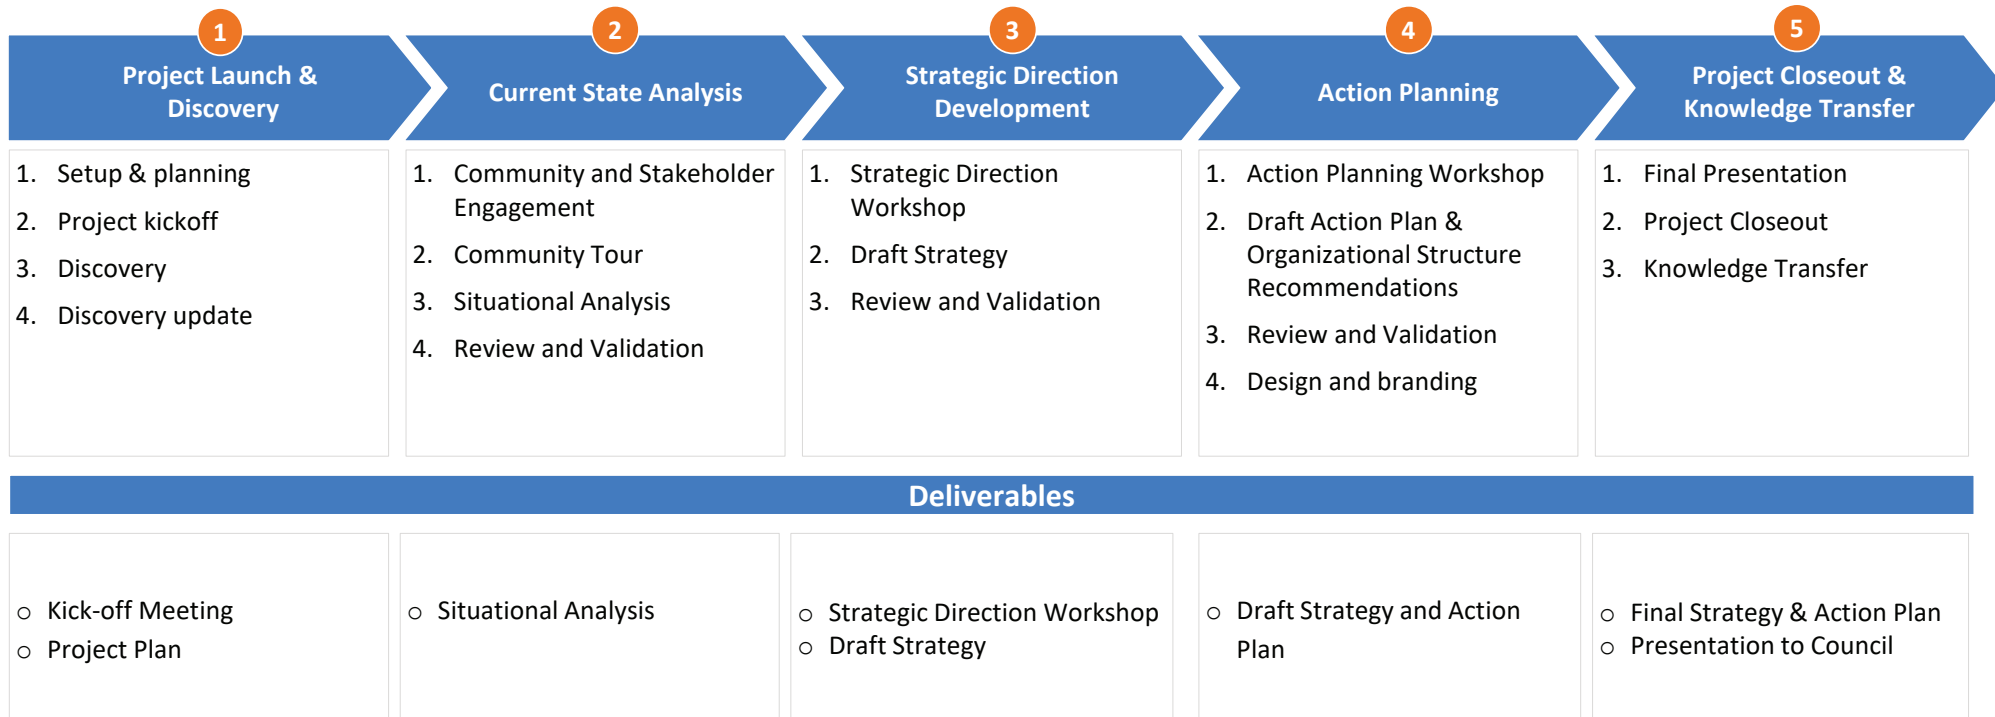 1
Project Launch &
Discovery
2
Current State Analysis
3
Strategic Direction
Development
4
Action Planning
5
Project Closeout &
Knowledge Transfer
1. Setup & planning
2. Project kickoff
3. Discovery
4. Discovery update
1. Community and Stakeholder
Engagement
2. Community Tour
3. Situational Analysis
4. Review and Validation
1. Strategic Direction
Workshop
2. Draft Strategy
3. Review and Validation
1. Action Planning Workshop
2. Draft Action Plan &
Organizational Structure
Recommendations
3. Review and Validation
4. Design and branding
1. Final Presentation
2. Project Closeout
3. Knowledge Transfer
Deliverables
o Kick-off Meeting
o Project Plan
o Situational Analysis
o Strategic Direction Workshop
o Draft Strategy
o Draft Strategy and Action
Plan
o Final Strategy & Action Plan
o Presentation to Council